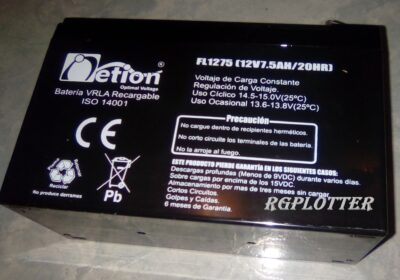 Netion®
Optimal Voltage
Batería VRLA Recargable
ISO 14001
CE
Reciclar
No produce derrames
Pb
FL1275 (12V7.5AH/20HR)
Voltaje de Carga Constante
Regulación de Voltaje.
Uso Cíclico 14.5-15.0V(25ºC)
Uso Ocasional 13.6-13.8V(25ºC)
Precaución
No cargue dentro de recipientes herméticos.
No corto circuite los terminales de las batería.
No la arroje al fuego.
ESTE PRODUCTO PIERDE GARANTÍA EN LOS SIGUIENTES CASOS:
Descargas profundas (Menos de 9VDC) durante varios días.
Sobre cargas por encima de los 15VDC.
Almacenamiento por mas de tres meses sin cargar.
Cortos Circuitos.
Golpes y Caídas.
6 meses de Garantía.
RGPLOTTER